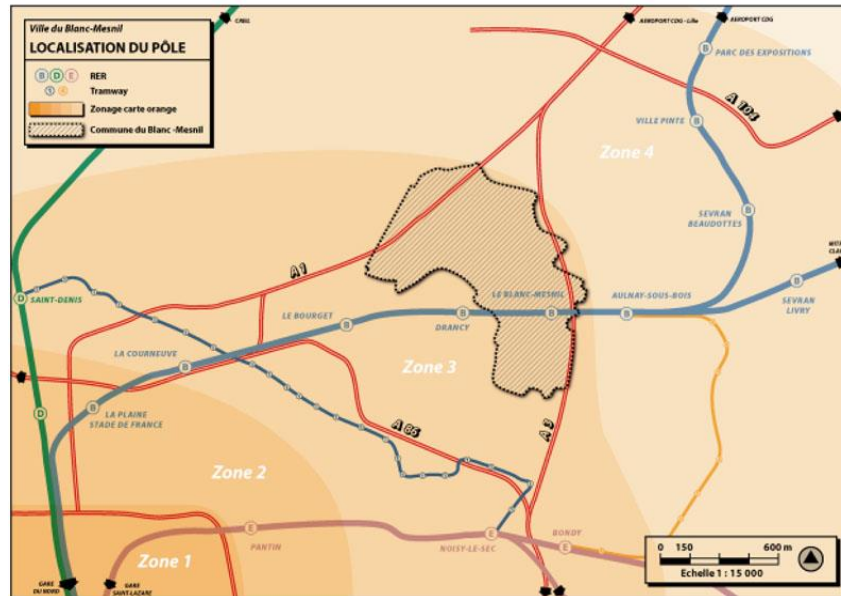 Ville du Blanc-Mesnil
LOCALISATION DU PÔLE
B D E RER
Tramway
Zonage carte orange
Commune du Blanc -Mesnil
CREIL
AEROPORT CDG - Lille
AEROPORT CDG
B
PARC DES EXPOSITIONS
A 104
B
VILLE PINTE
Zone 4
B
SEVRAN
BEAUDOTTES
A 1
D
SAINT-DENIS
LE BLANC-MESNIL
AULNAY-SOUS-BOIS
B
SEVRAN
LIVRY
LE BOURGET
B
B
DRANCY
B
B
LA COURNEUVE
B
Zone 3
D
B
LA PLAINE
STADE DE FRANCE
A 86
A 3
Zone 2
E
PANTIN
E
NOISY-LE-SEC
BONDY
E
Zone 1
GARE
DU NORD
GARE
SAINT-LAZARE
0 150 600 m
Echelle 1 : 15 000